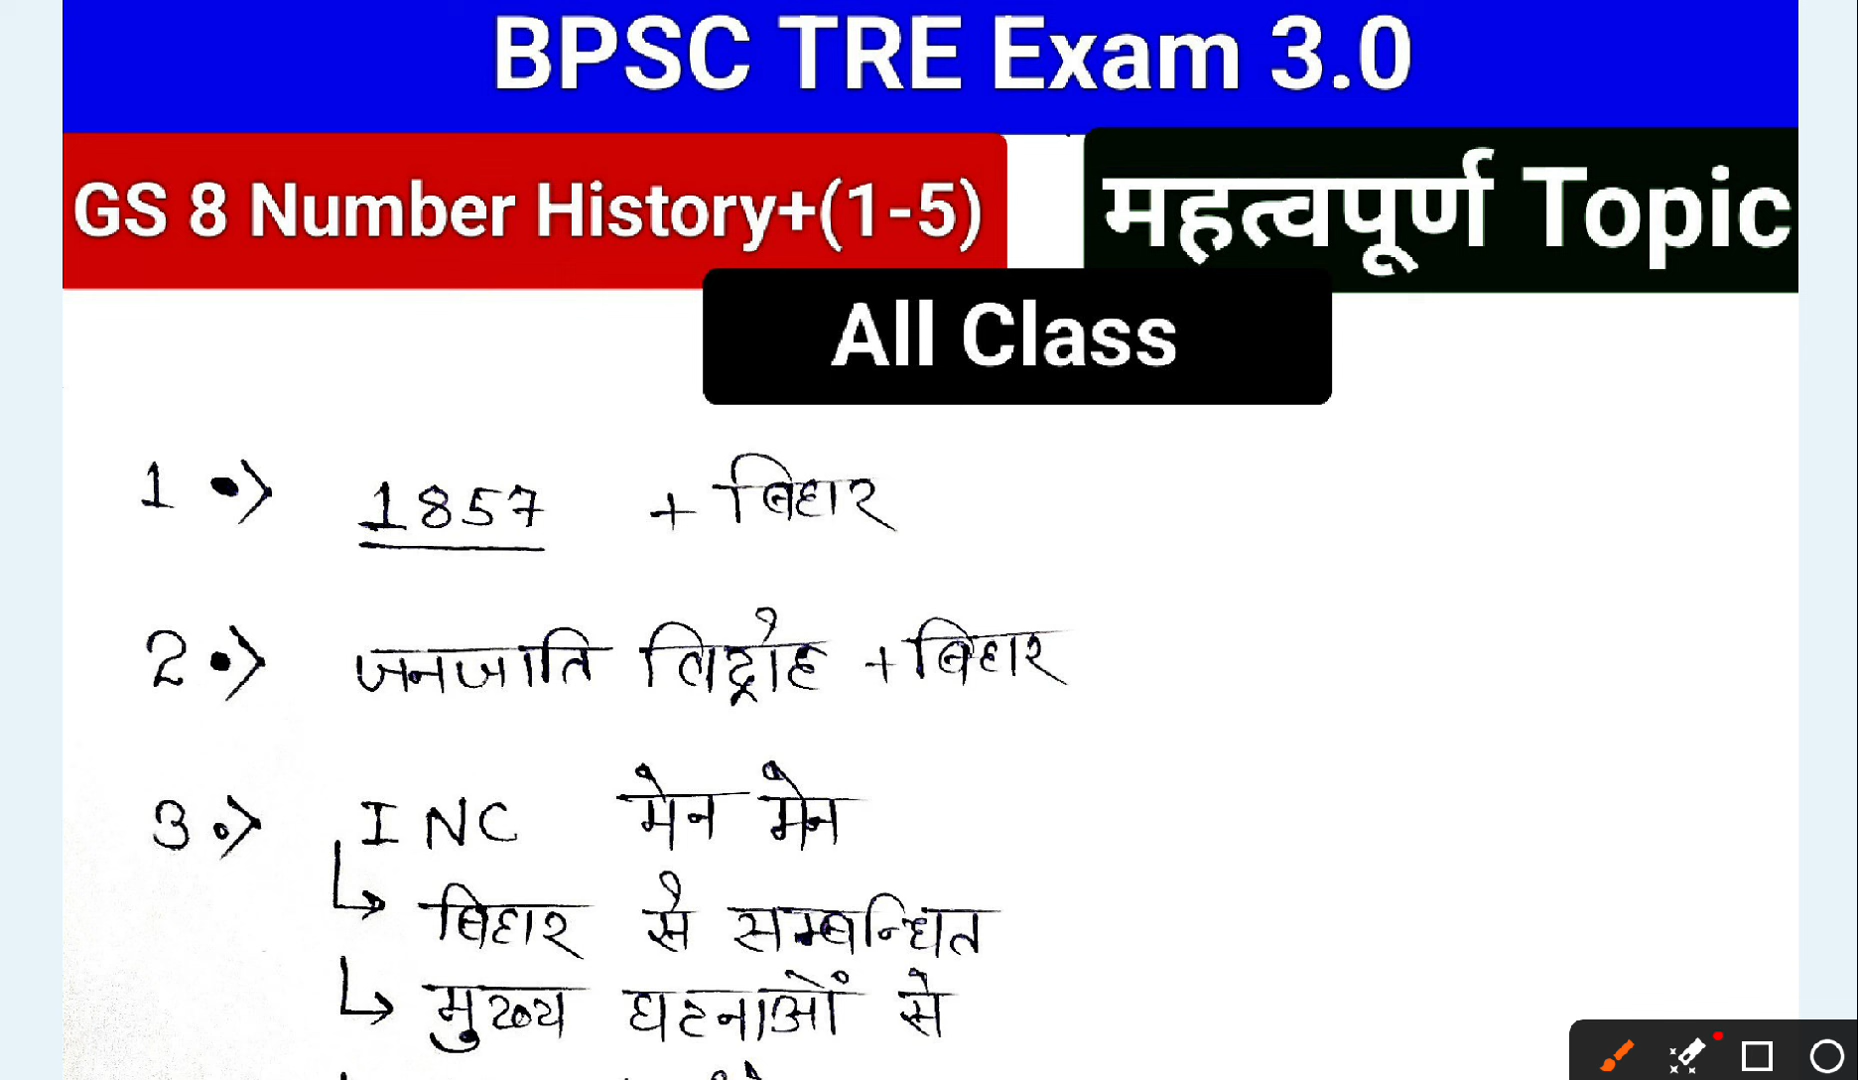 BPSC TRE Exam 3.0
GS 8 Number History+(1-5)
महत्वपूर्ण Topic
All Class
1 → 1857 + बिहार
2 → जनजाति विद्रोह + बिहार
3 → INC मेन मेन
↳ बिहार से सम्बन्धित
↳ मुख्य घटनाओं से